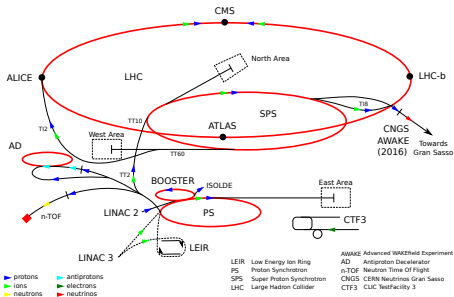 CMS
North Area
ALICE
LHC
LHC-b
TI2
TT10
SPS
TI8
ATLAS
West Area
TT60
CNGS
AWAKE
(2016)
Towards
Gran Sasso
AD
TT2
BOOSTER
ISOLDE
East Area
n-TOF
LINAC 2
PS
CTF3
LINAC 3
LEIR
protons
ions
neutrons
antiprotons
electrons
neutrinos
LEIR Low Energy Ion Ring
PS Proton Synchrotron
SPS Super Proton Synchrotron
LHC Large Hadron Collider
AWAKE Advanced WAKEfield Experiment
AD Antiproton Decelerator
n-TOF Neutron Time Of Flight
CNGS CERN Neutrinos Gran Sasso
CTF3 CLIC TestFacility 3